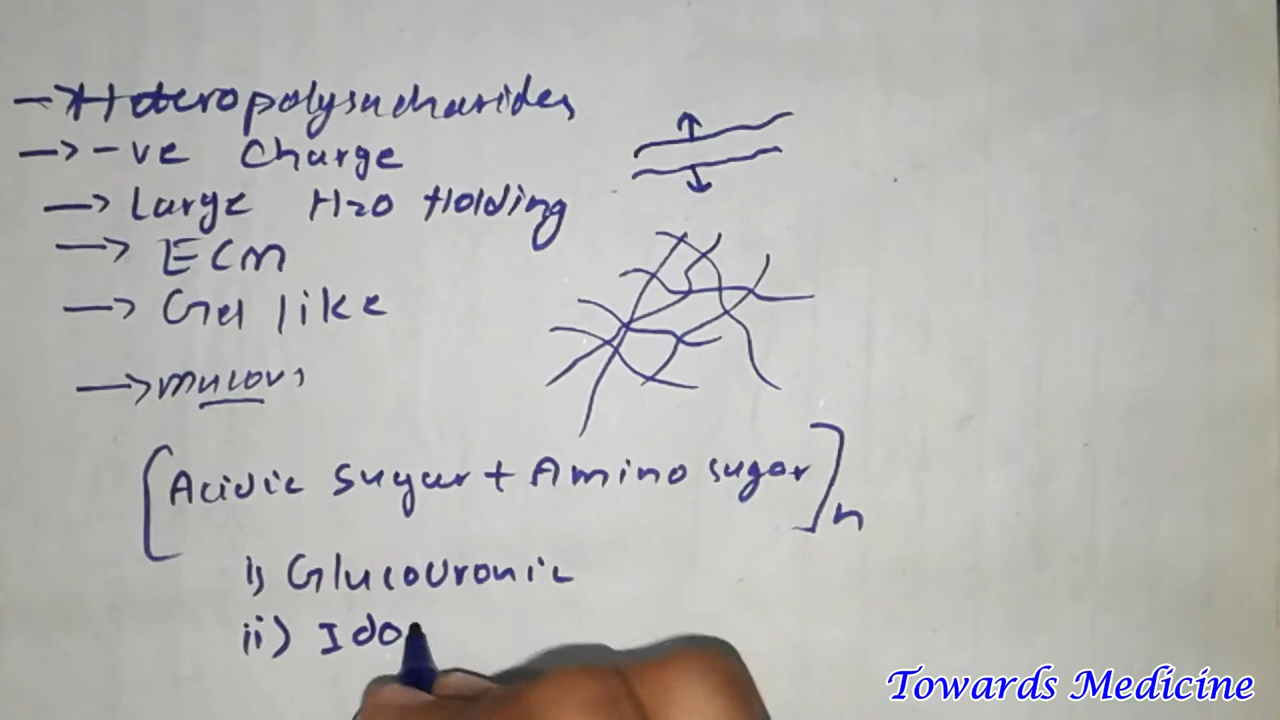 → Heteropolysacharides
→ -ve Charge
→ Large H2O Holding
→ ECM
→ Gel like
→ mucous
[Acidic sugar + Amino sugar]n
i) Glucouronic
ii) Ido
Towards Medicine